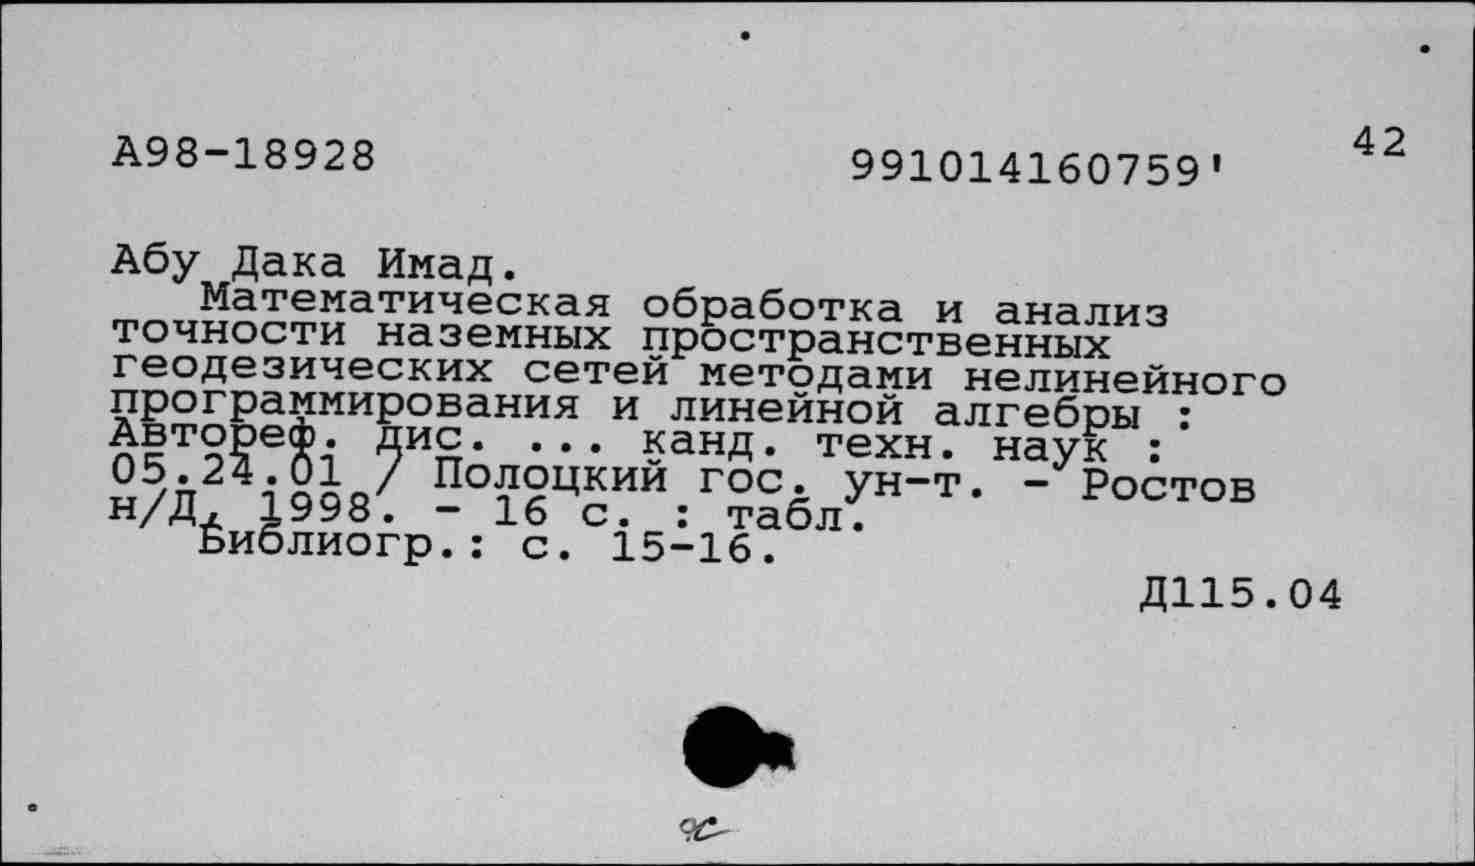 А98-18928
991014160759'
42
Абу Дака Имад.
Математическая обработка и анализ
точности наземных пространственных
геодезических сетей методами нелинейного
программирования и линейной алгебры :
Автореф. дис. ... канд. техн. наук :
05.24.01 / Полоцкий гос. ун-т. - Ростов
н/Д, 1998. - 16 с. : табл.
Библиогр.: с. 15-16.
Д115.04